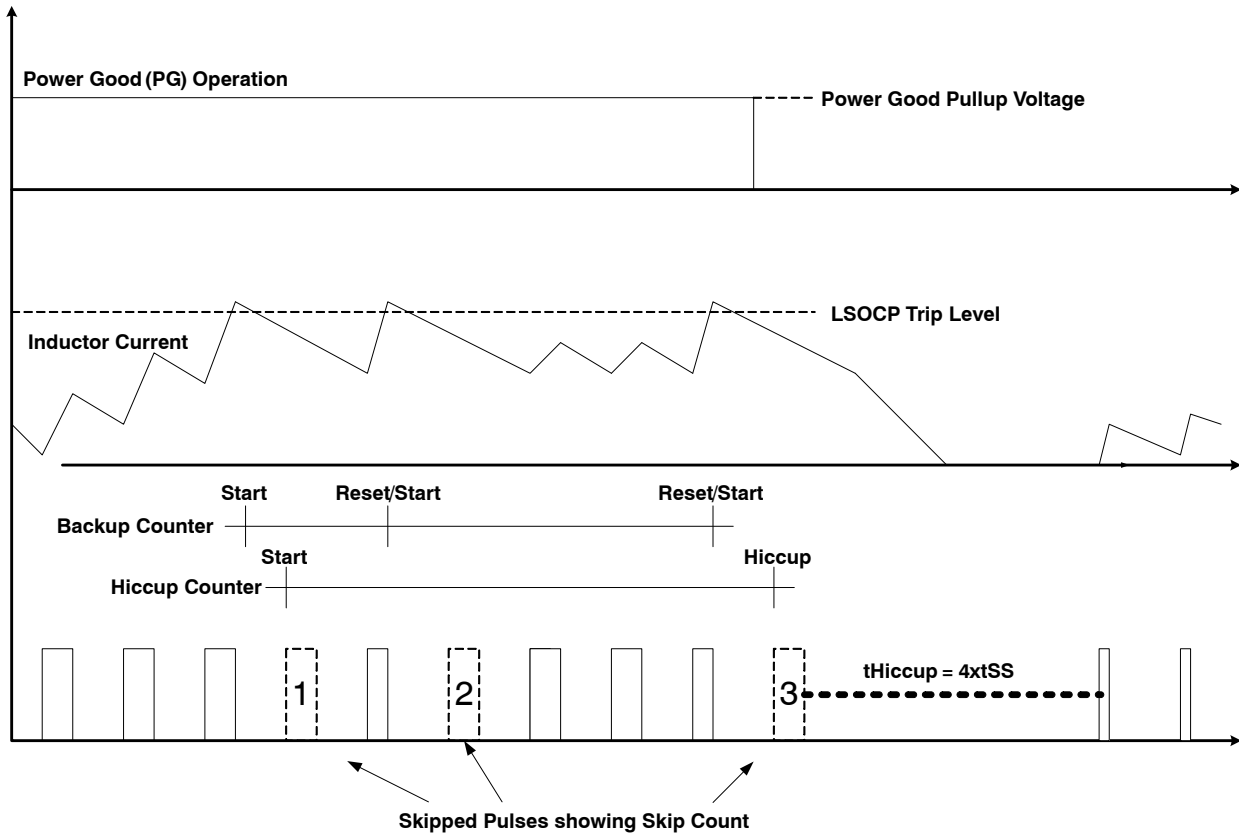 Power Good (PG) Operation
Power Good Pullup Voltage
LSOCP Trip Level
Inductor Current
Start
Reset/Start
Reset/Start
Backup Counter
Start
Hiccup
Hiccup Counter
tHiccup = 4xtSS
1
2
3
Skipped Pulses showing Skip Count